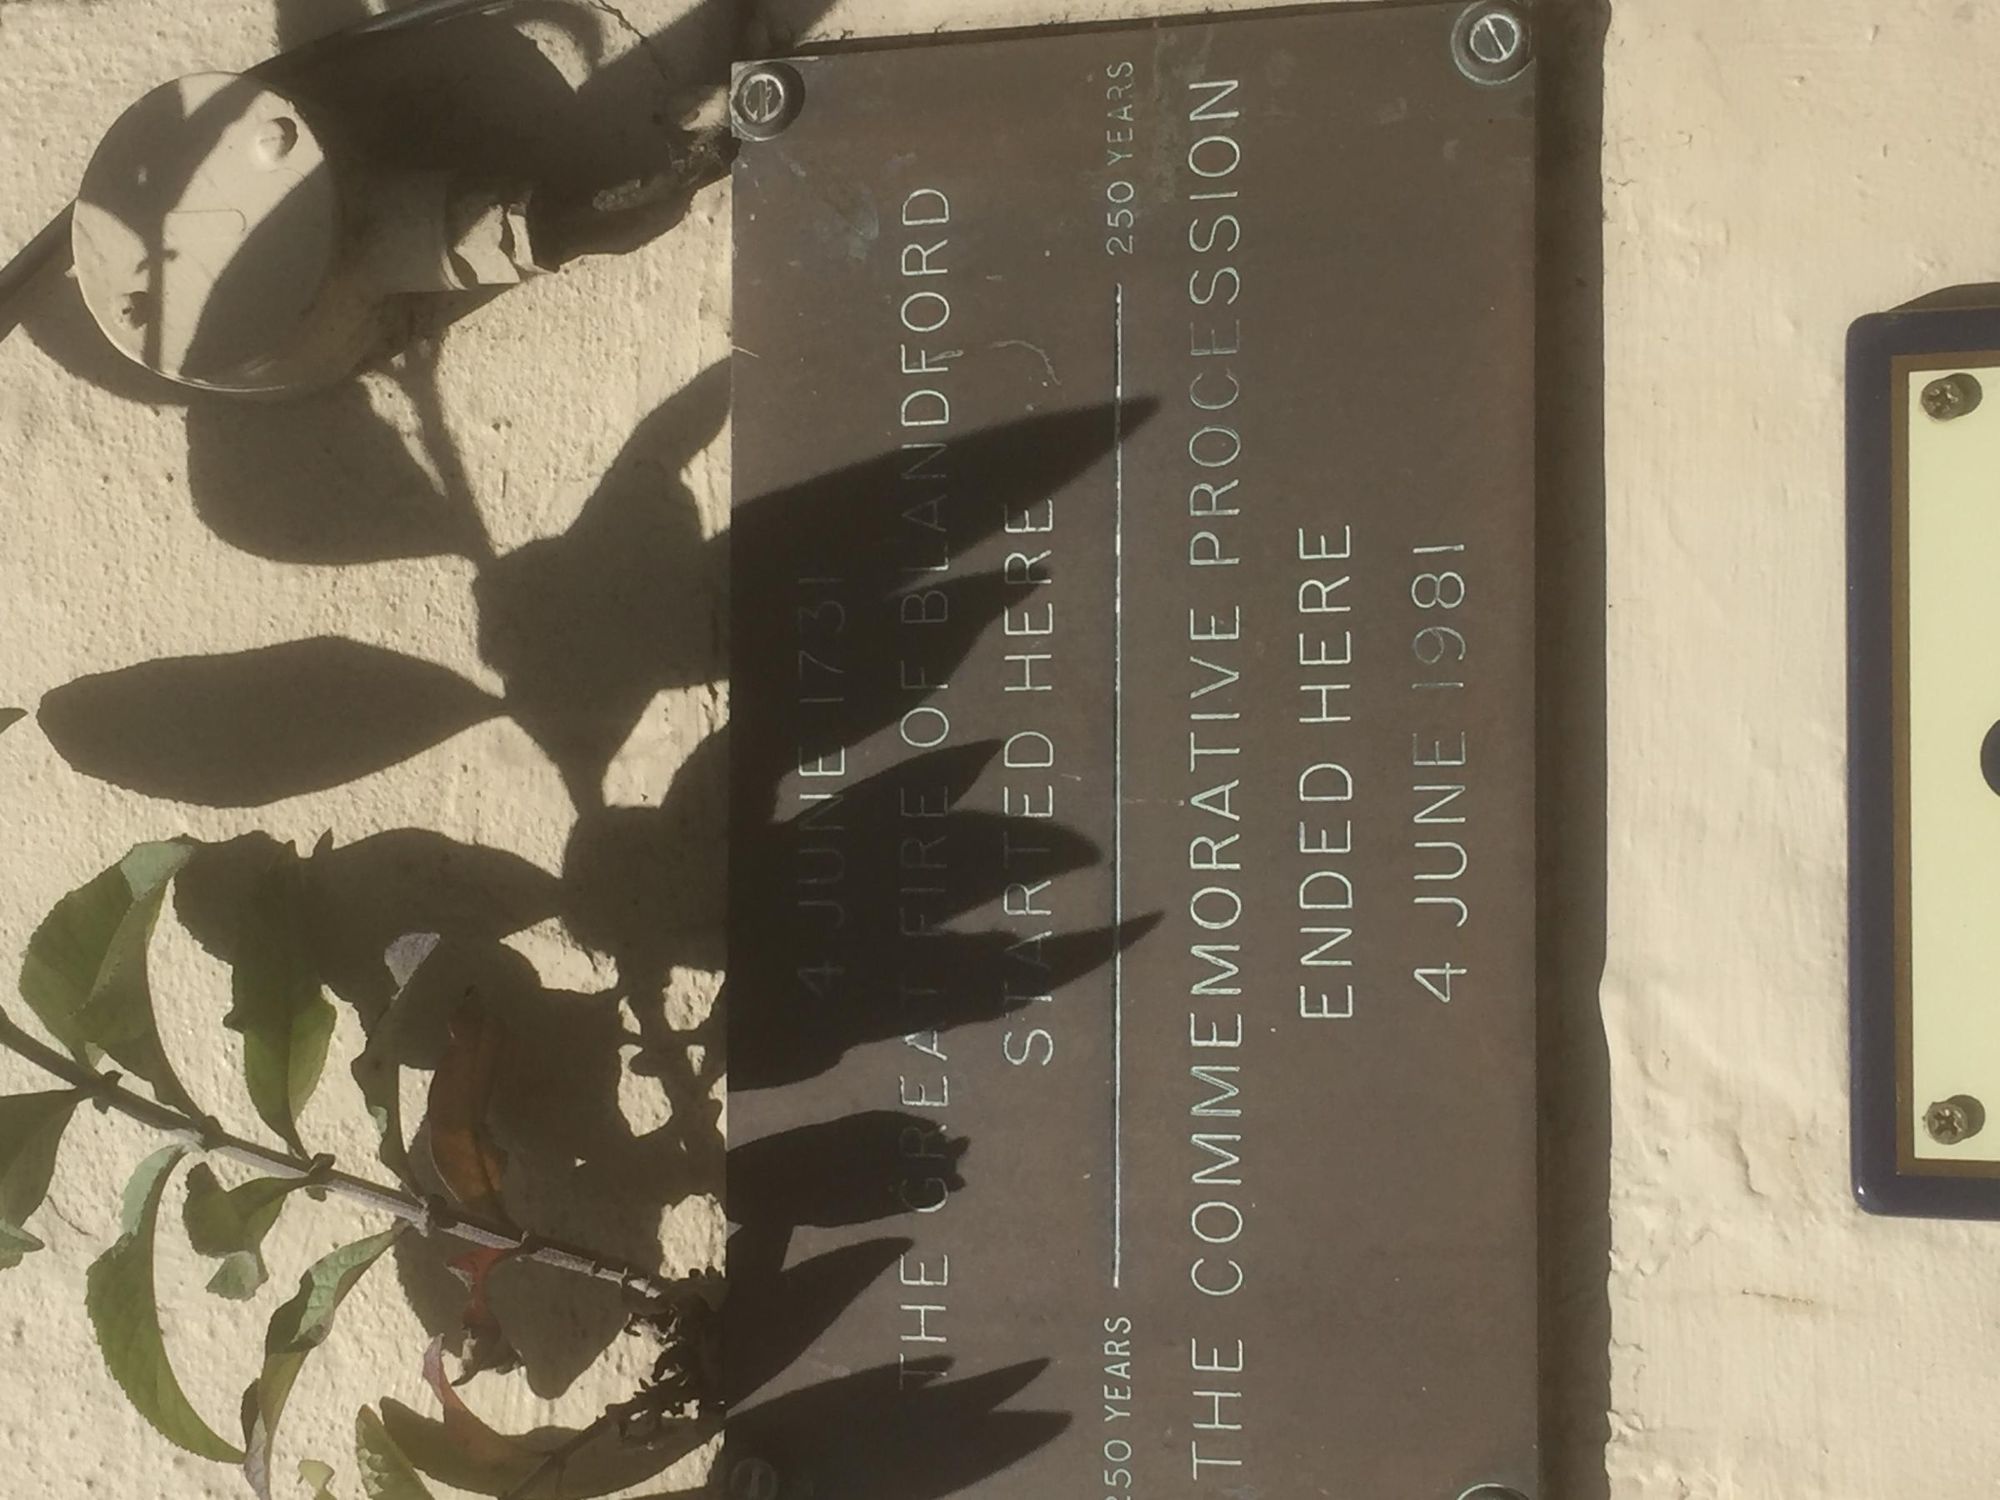 4 JUNE 1731
THE GREAT FIRE OF BLANDFORD
STARTED HERE
250 YEARS 250 YEARS
THE COMMEMORATIVE PROCESSION
ENDED HERE
4 JUNE 1981